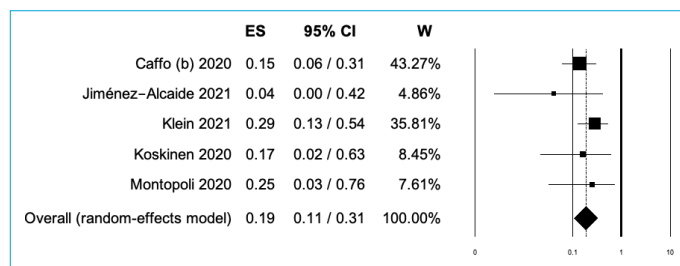 ES 95% CI W
Caffo (b) 2020 0.15 0.06 / 0.31 43.27%
Jiménez−Alcaide 2021 0.04 0.00 / 0.42 4.86%
Klein 2021 0.29 0.13 / 0.54 35.81%
Koskinen 2020 0.17 0.02 / 0.63 8.45%
Montopoli 2020 0.25 0.03 / 0.76 7.61%
Overall (random-effects model) 0.19 0.11 / 0.31 100.00%
0 0.1 1 10